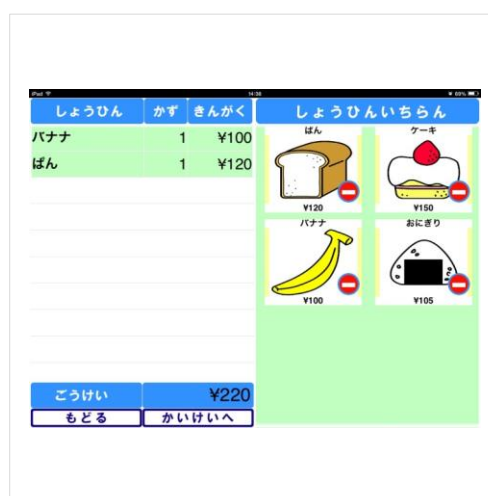 iPad
しょうひん かず きんがく
バナナ 1 ¥100
ぱん 1 ¥120
ごうけい ¥220
もどる かいけいへ
しょうひんいちらん
ぱん ケーキ
¥120 ¥150
バナナ おにぎり
¥100 ¥105